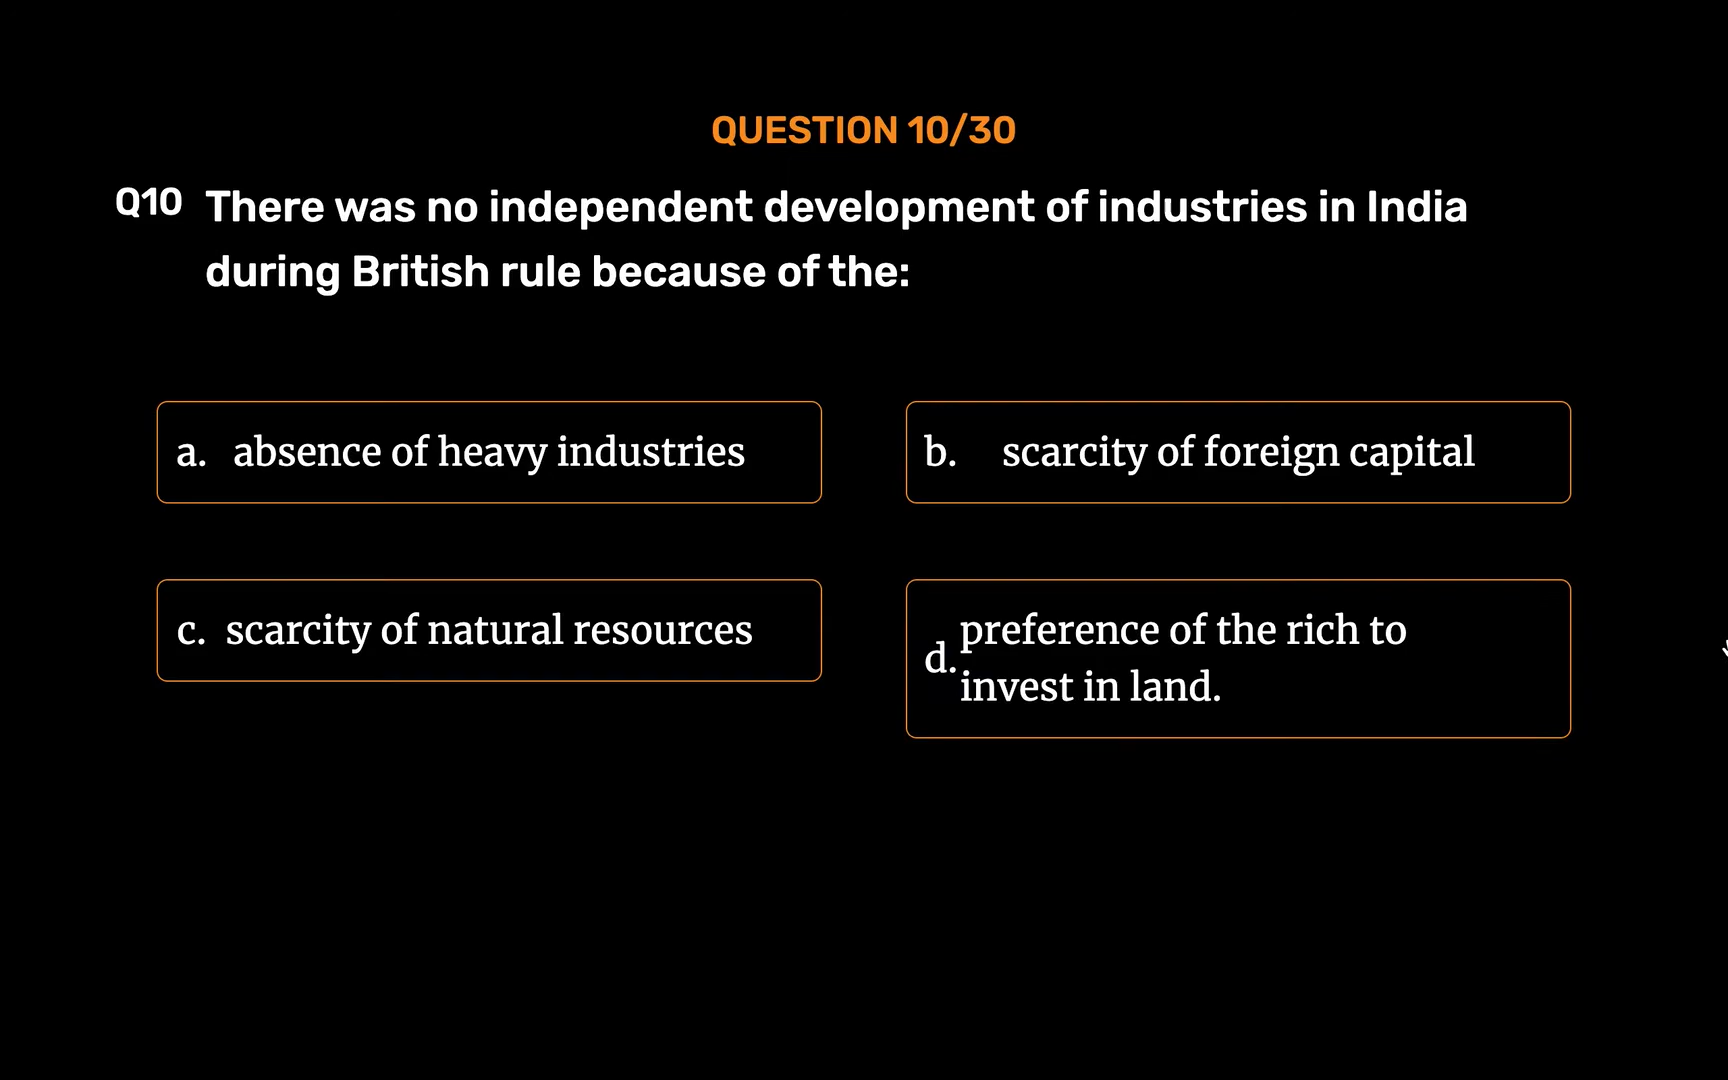 QUESTION 10/30
Q10 There was no independent development of industries in India
during British rule because of the:
a. absence of heavy industries
b. scarcity of foreign capital
c. scarcity of natural resources
d. preference of the rich to
invest in land.